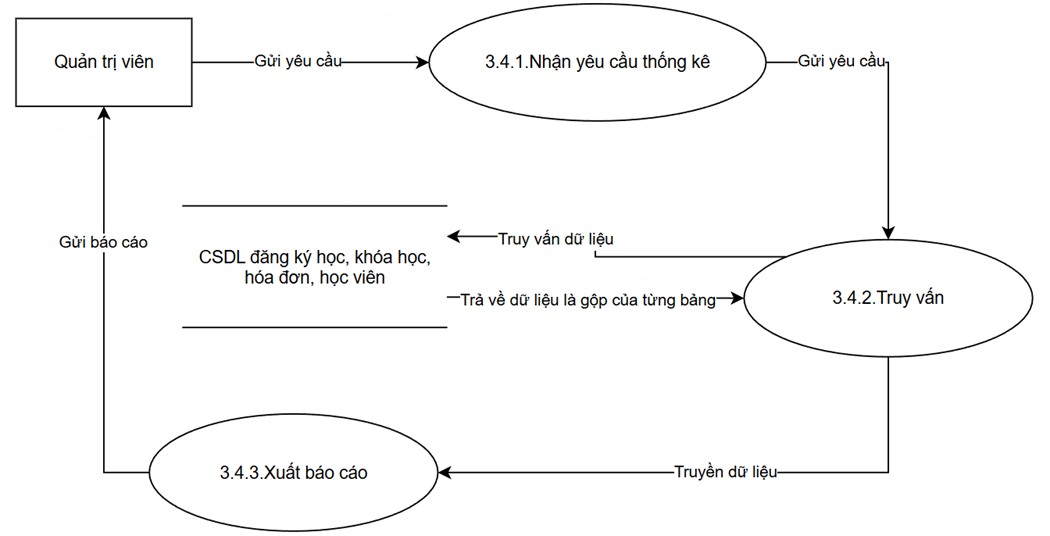 Quản trị viên
Gửi yêu cầu
3.4.1.Nhận yêu cầu thống kê
Gửi yêu cầu
Gửi báo cáo
CSDL đăng ký học, khóa học,
hóa đơn, học viên
Truy vấn dữ liệu
Trả về dữ liệu là gộp của từng bảng
3.4.2.Truy vấn
3.4.3.Xuất báo cáo
Truyền dữ liệu